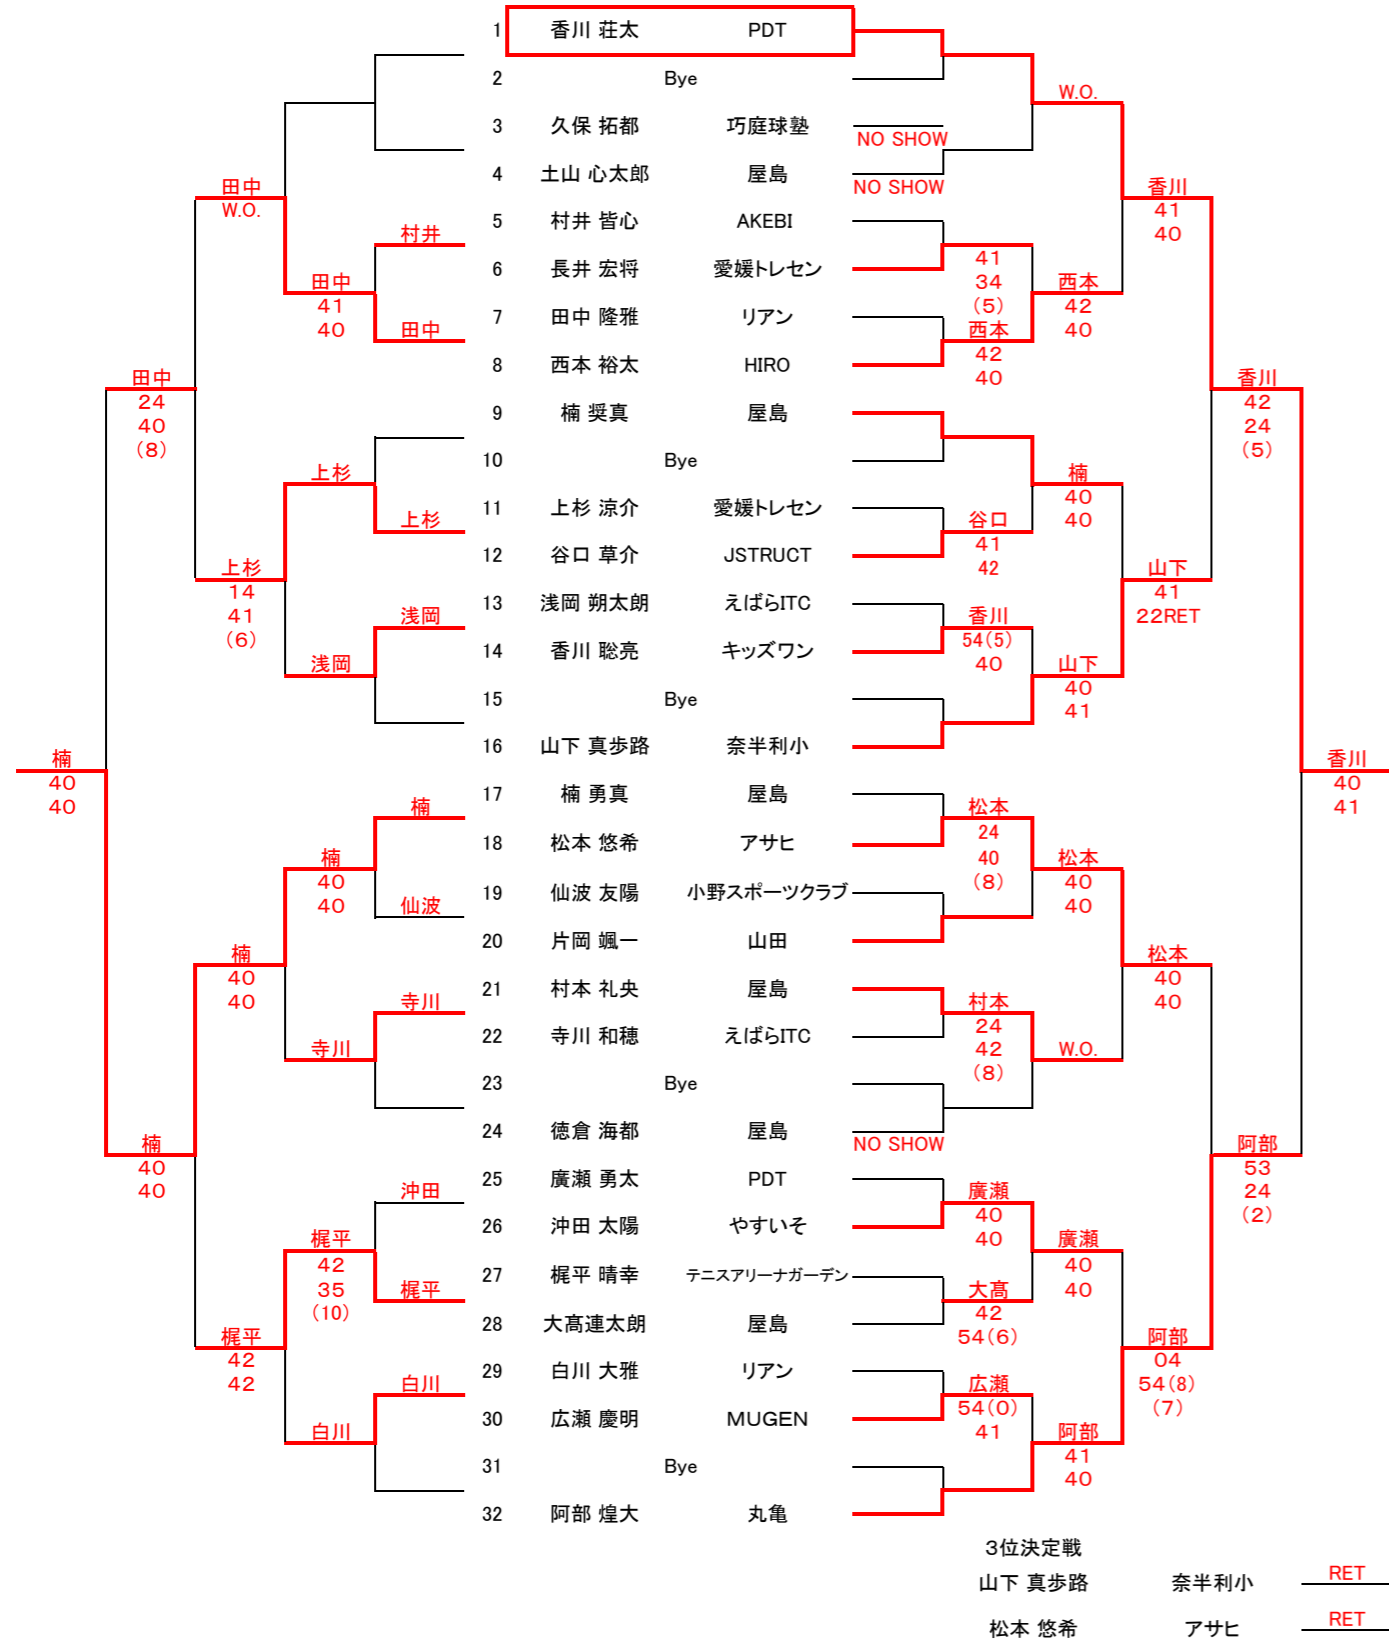 1 香川 荘太 PDT
2 Bye
W.O.
3 久保 拓都 巧庭球塾
NO SHOW
4 土山 心太郎 屋島
田中 NO SHOW 香川
W.O. 41
5 村井 皆心 AKEBI
村井 40
41
6 長井 宏将 愛媛トレセン
田中 34 西本
41 (5) 42
7 田中 隆雅 リアン
40 田中 西本 40
42
8 西本 裕太 HIRO
田中 40 香川
24 42
9 楠 奨真 屋島
40 24
(8) (5)
10 Bye
上杉 楠
40
11 上杉 涼介 愛媛トレセン
上杉 谷口 40
41
12 谷口 草介 JSTRUCT
上杉 42 山下
14 41
13 浅岡 朔太朗 えばらITC
41 浅岡 香川 22RET
(6) 54(5)
14 香川 聡亮 キッズワン
浅岡 40 山下
40
15 Bye
41
16 山下 真歩路 奈半利小
楠 香川
40 40
17 楠 勇真 屋島
40 楠 松本 41
24
18 松本 悠希 アサヒ
楠 40 松本
40 (8) 40
19 仙波 友陽 小野スポーツクラブ
40 仙波 40
20 片岡 颯一 山田
楠 松本
40 40
21 村本 礼央 屋島
40 寺川 村本 40
24
22 寺川 和穂 えばらITC
寺川 42 W.O.
(8)
23 Bye
24 徳倉 海都 屋島
楠 NO SHOW 阿部
40 53
25 廣瀬 勇太 PDT
40 沖田 廣瀬 24
40 (2)
26 沖田 太陽 やすいそ
梶平 40 廣瀬
42 40
27 梶平 晴幸 テニスアリーナガーデン
35 梶平 大髙 40
(10) 42
28 大髙連太朗 屋島
梶平 54(6) 阿部
42 04
29 白川 大雅 リアン
42 白川 広瀬 54(8)
54(0) (7)
30 広瀬 慶明 MUGEN
白川 41 阿部
41
31 Bye
40
32 阿部 煌大 丸亀
3位決定戦
山下 真歩路 奈半利小 RET
松本 悠希 アサヒ RET